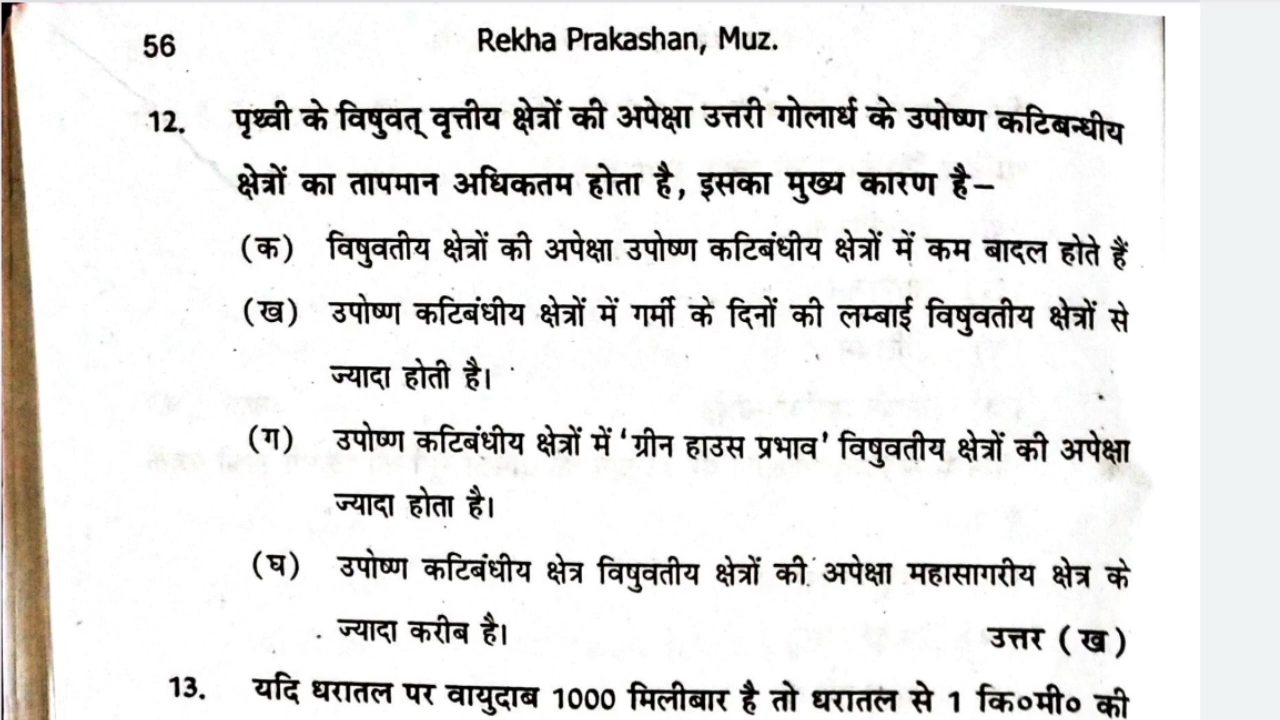 56
Rekha Prakashan, Muz.
12. पृथ्वी के विषुवत् वृत्तीय क्षेत्रों की अपेक्षा उत्तरी गोलार्ध के उपोष्ण कटिबन्धीय
क्षेत्रों का तापमान अधिकतम होता है, इसका मुख्य कारण है–
(क) विषुवतीय क्षेत्रों की अपेक्षा उपोष्ण कटिबंधीय क्षेत्रों में कम बादल होते हैं
(ख) उपोष्ण कटिबंधीय क्षेत्रों में गर्मी के दिनों की लम्बाई विषुवतीय क्षेत्रों से
ज्यादा होती है।
(ग) उपोष्ण कटिबंधीय क्षेत्रों में ‘ग्रीन हाउस प्रभाव’ विषुवतीय क्षेत्रों की अपेक्षा
ज्यादा होता है।
(घ) उपोष्ण कटिबंधीय क्षेत्र विषुवतीय क्षेत्रों की अपेक्षा महासागरीय क्षेत्र के
ज्यादा करीब है।
उत्तर (ख)
13. यदि धरातल पर वायुदाब 1000 मिलीबार है तो धरातल से 1 कि०मी० की